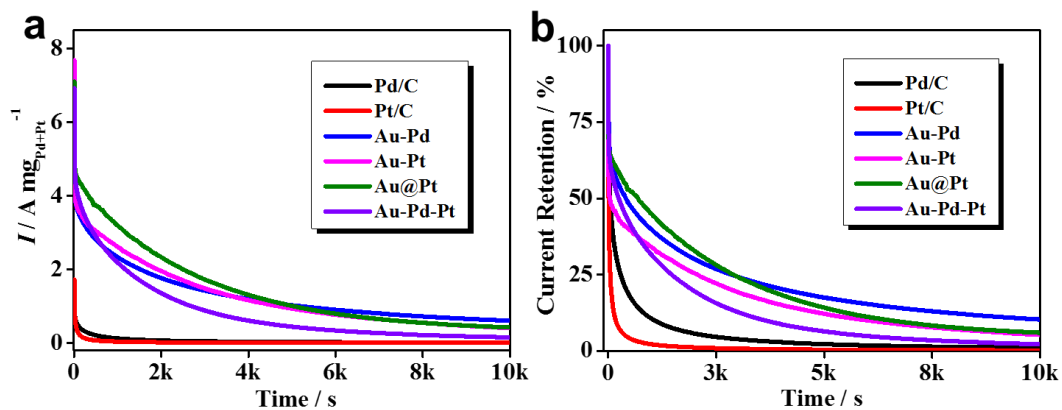 a
8
6
4
2
0
I / A mg Pd+Pt -1
Pd/C
Pt/C
Au-Pd
Au-Pt
Au@Pt
Au-Pd-Pt
0 2k 4k 6k 8k 10k
Time / s
b
100
75
50
25
0
Current Retention / %
Pd/C
Pt/C
Au-Pd
Au-Pt
Au@Pt
Au-Pd-Pt
0 3k 5k 8k 10k
Time / s